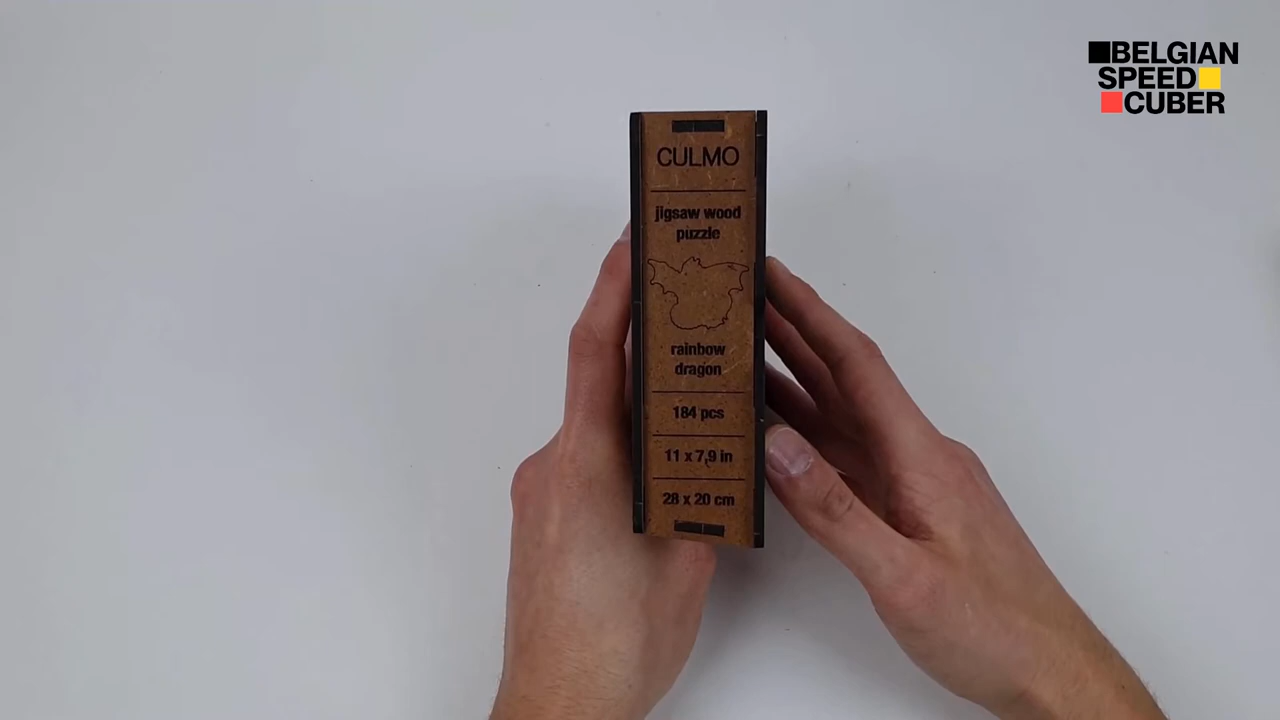 BELGIAN
SPEED
CUBER
CULMO
jigsaw wood
puzzle
rainbow
dragon
184 pcs
11 x 7,9 in
28 x 20 cm